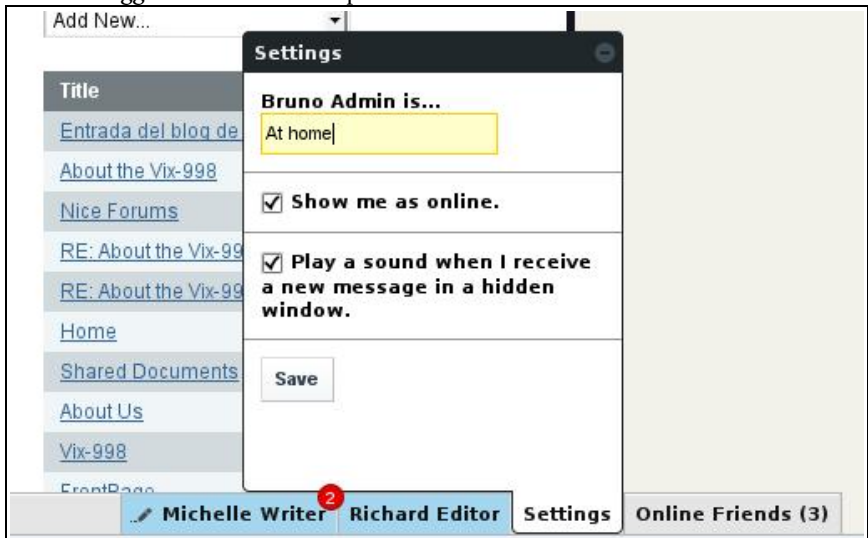 Add New...
Settings
Title
Bruno Admin is...
Entrada del blog de
At home
About the Vix-998
Show me as online.
Nice Forums
RE: About the Vix-99
Play a sound when I receive
a new message in a hidden
window.
RE: About the Vix-99
Home
Shared Documents
Save
About Us
Vix-998
FrontPage
2
Michelle Writer
Richard Editor
Settings
Online Friends (3)